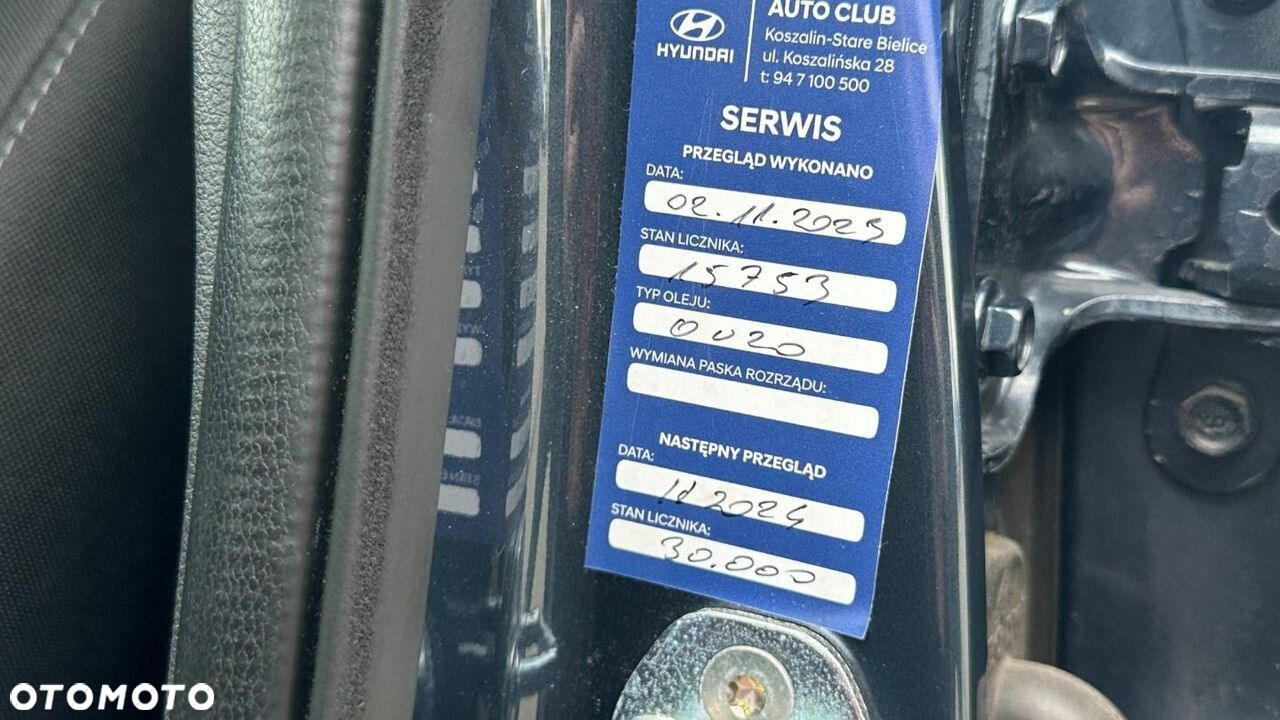 HYUNDAI
AUTO CLUB
Koszalin-Stare Bielice
ul. Koszalińska 28
t: 94 7 100 500
SERWIS
PRZEGLĄD WYKONANO
DATA:
02.11.2023
STAN LICZNIKA:
15753
TYP OLEJU:
0W20
WYMIANA PASKA ROZRZĄDU:
NASTĘPNY PRZEGLĄD
DATA:
11 2024
STAN LICZNIKA:
30.000
OTOMOTO